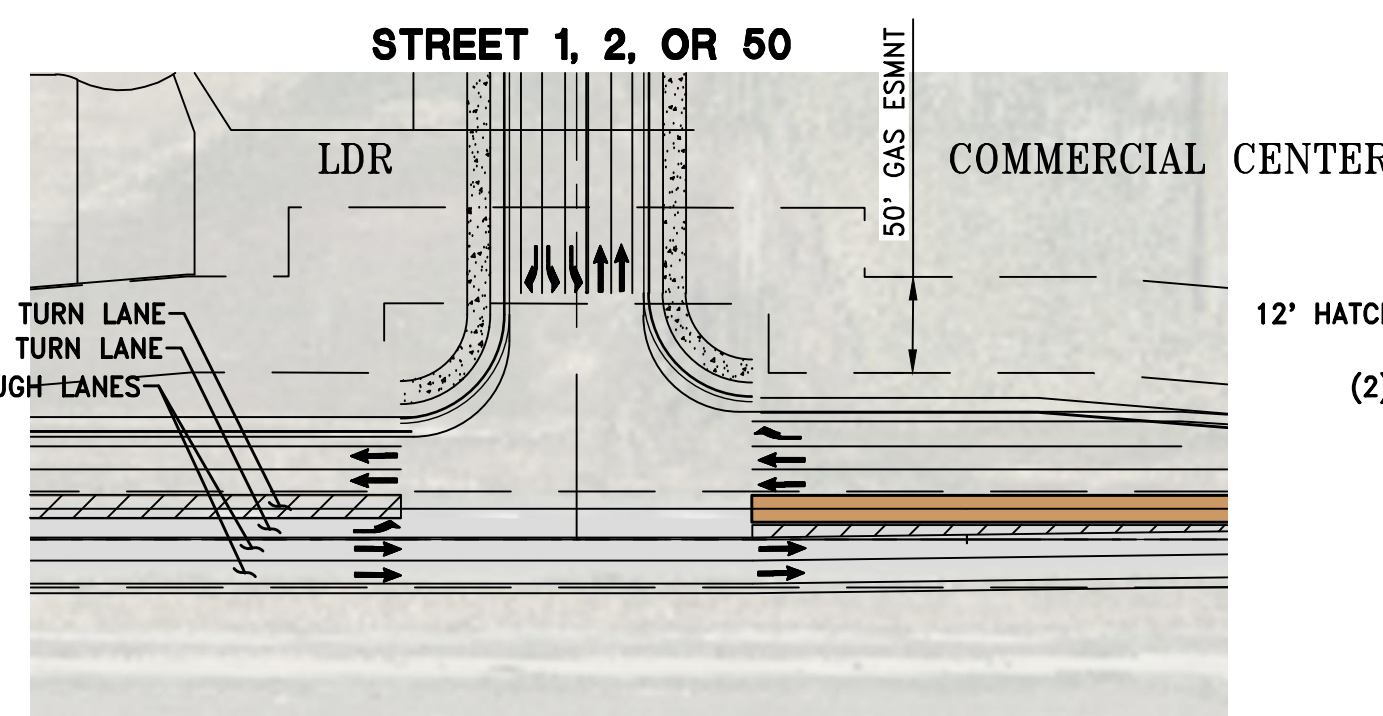 STREET 1, 2, OR 50
50' GAS ESMNT
LDR
COMMERCIAL CENTER
TURN LANE
TURN LANE
UGH LANES
12' HATCH
(2)